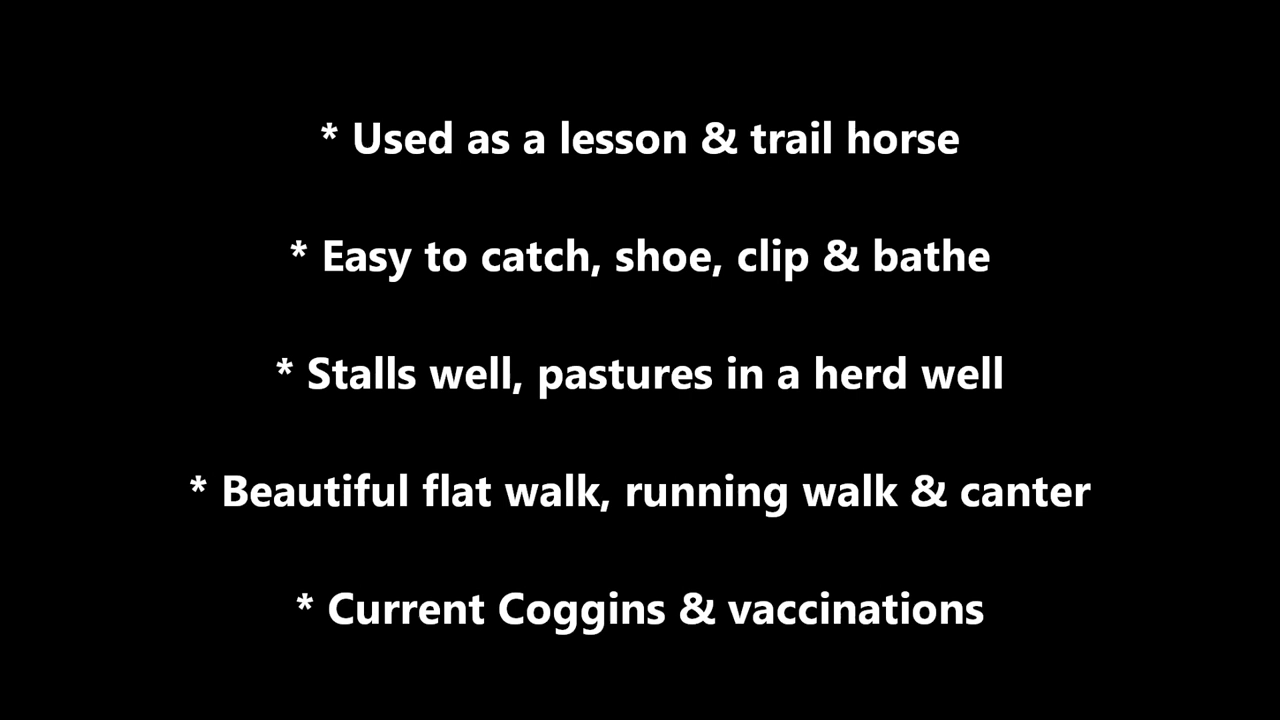 * Used as a lesson & trail horse
* Easy to catch, shoe, clip & bathe
* Stalls well, pastures in a herd well
* Beautiful flat walk, running walk & canter
* Current Coggins & vaccinations